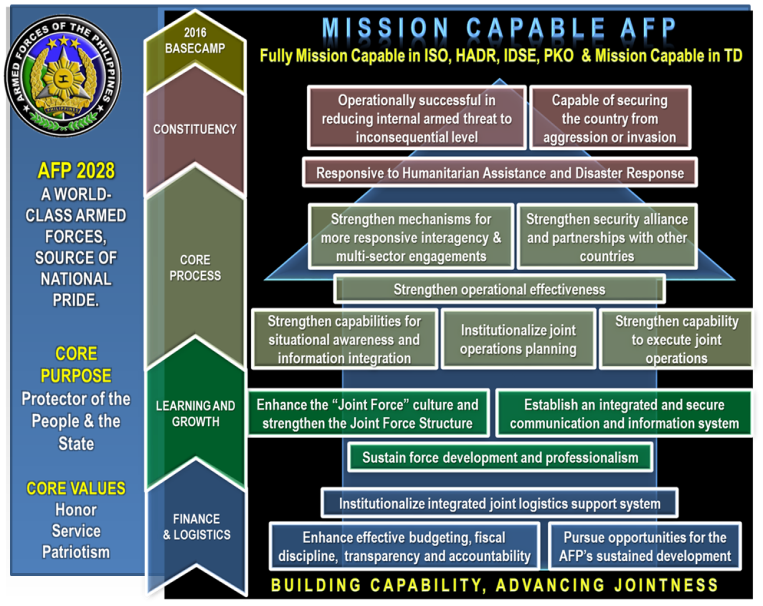 ARMED FORCES OF THE PHILIPPINES
AFP 2028
A WORLD-
CLASS ARMED
FORCES,
SOURCE OF
NATIONAL
PRIDE.
CORE
PURPOSE
Protector of the
People & the
State
CORE VALUES
Honor
Service
Patriotism
2016
BASECAMP
CONSTITUENCY
CORE
PROCESS
LEARNING AND
GROWTH
FINANCE
& LOGISTICS
MISSION CAPABLE AFP
Fully Mission Capable in ISO, HADR, IDSE, PKO & Mission Capable in TD
Operationally successful in
reducing internal armed threat to
inconsequential level
Capable of securing
the country from
aggression or invasion
Responsive to Humanitarian Assistance and Disaster Response
Strengthen mechanisms for
more responsive interagency &
multi-sector engagements
Strengthen security alliance
and partnerships with other
countries
Strengthen operational effectiveness
Strengthen capabilities for
situational awareness and
information integration
Institutionalize joint
operations planning
Strengthen capability
to execute joint
operations
Enhance the “Joint Force” culture and
strengthen the Joint Force Structure
Establish an integrated and secure
communication and information system
Sustain force development and professionalism
Institutionalize integrated joint logistics support system
Enhance effective budgeting, fiscal
discipline, transparency and accountability
Pursue opportunities for the
AFP’s sustained development
BUILDING CAPABILITY, ADVANCING JOINTNESS